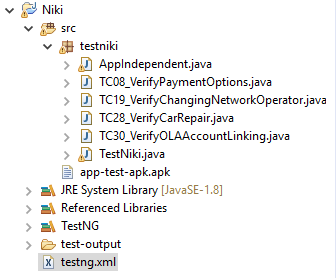 Niki
src
testniki
AppIndependent.java
TC08_VerifyPaymentOptions.java
TC19_VerifyChangingNetworkOperator.java
TC28_VerifyCarRepair.java
TC30_VerifyOLAAccountLinking.java
TestNiki.java
app-test-apk.apk
JRE System Library [JavaSE-1.8]
Referenced Libraries
TestNG
test-output
testng.xml